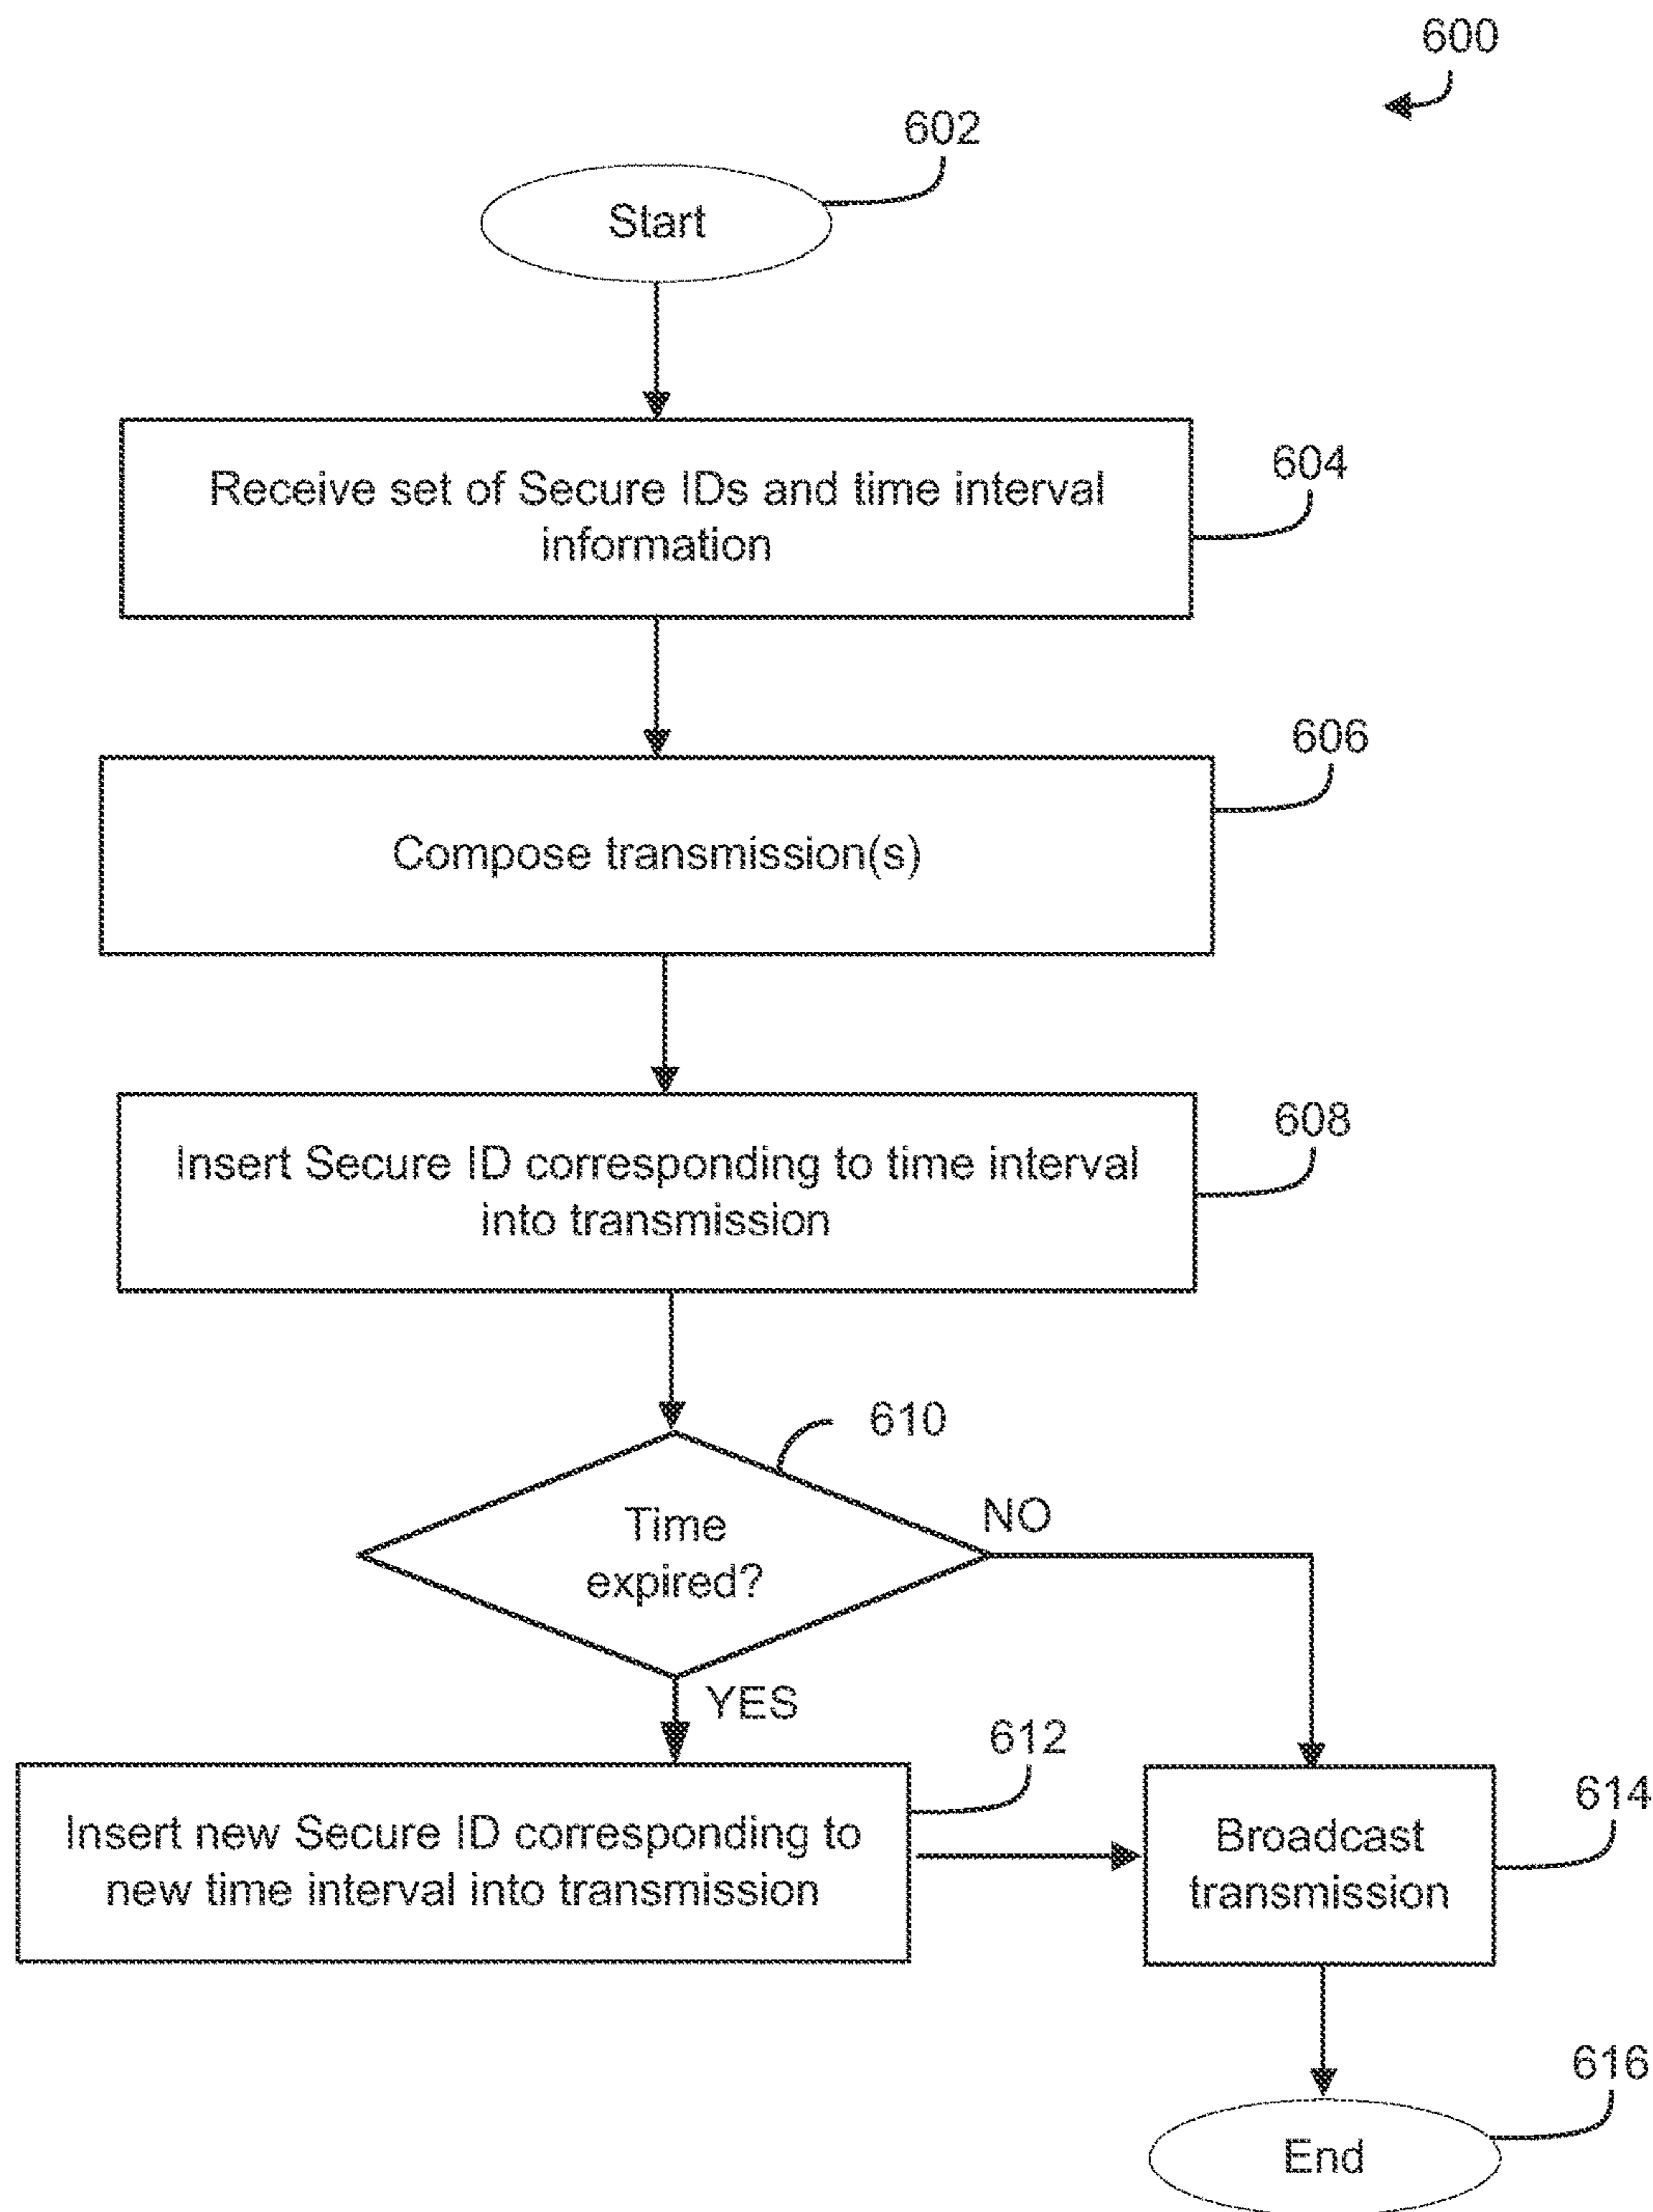 600
602
Start
604
Receive set of Secure IDs and time interval
information
606
Compose transmission(s)
608
Insert Secure ID corresponding to time interval
into transmission
610
Time
expired?
NO
YES
612
Insert new Secure ID corresponding to
new time interval into transmission
614
Broadcast
transmission
616
End